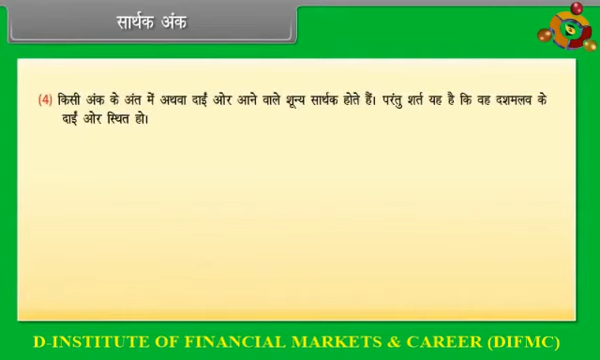 सार्थक अंक
(4) किसी अंक के अंत में अथवा दाईं ओर आने वाले शून्य सार्थक होते हैं। परंतु शर्त यह है कि वह दशमलव के
दाईं ओर स्थित हो।
D-INSTITUTE OF FINANCIAL MARKETS & CAREER (DIFMC)